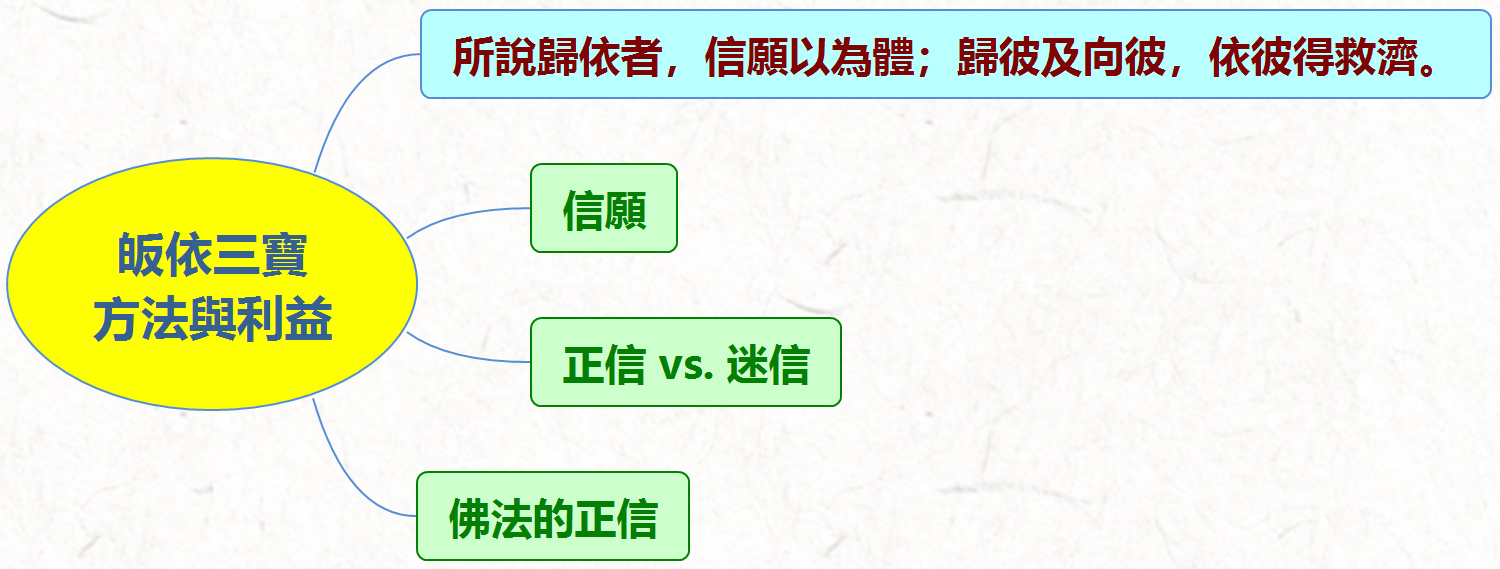 所說歸依者，信願以為體；歸彼及向彼，依彼得救濟。
信願
皈依三寶
方法與利益
正信 vs. 迷信
佛法的正信